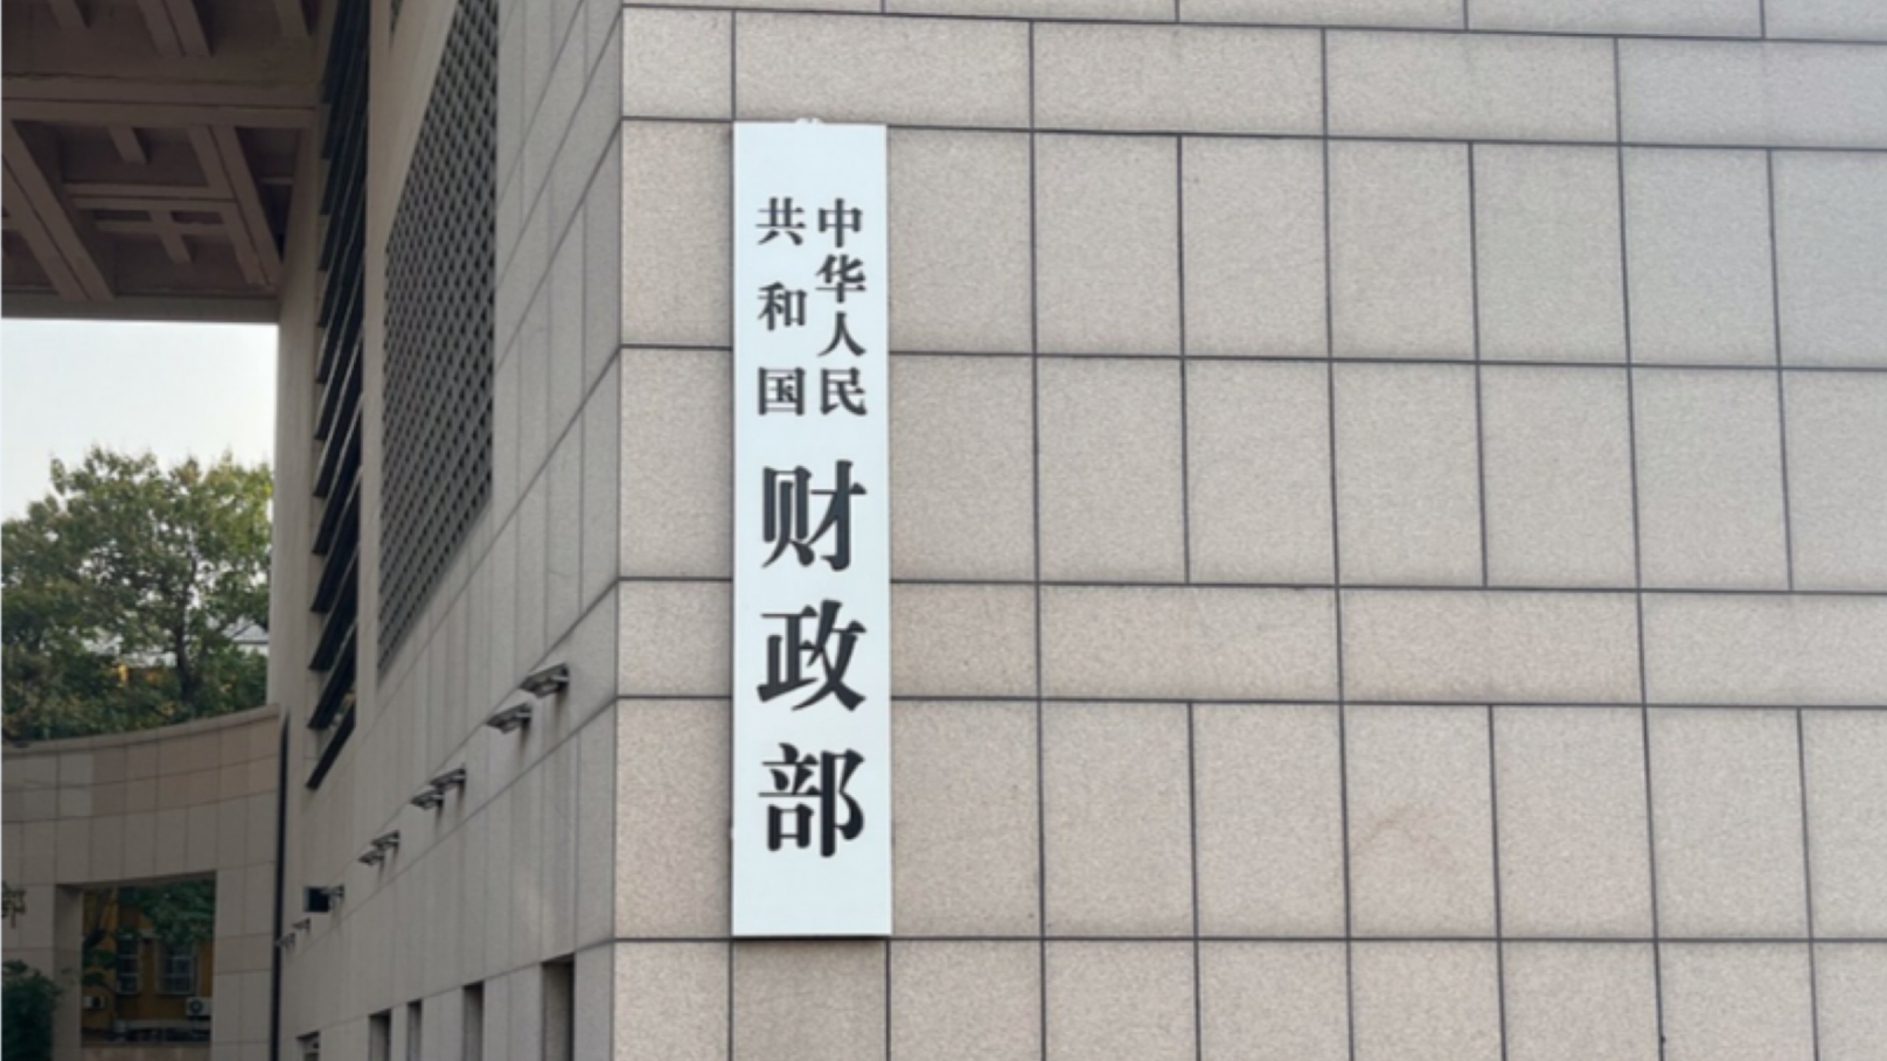 中华人民
共和国
财政部